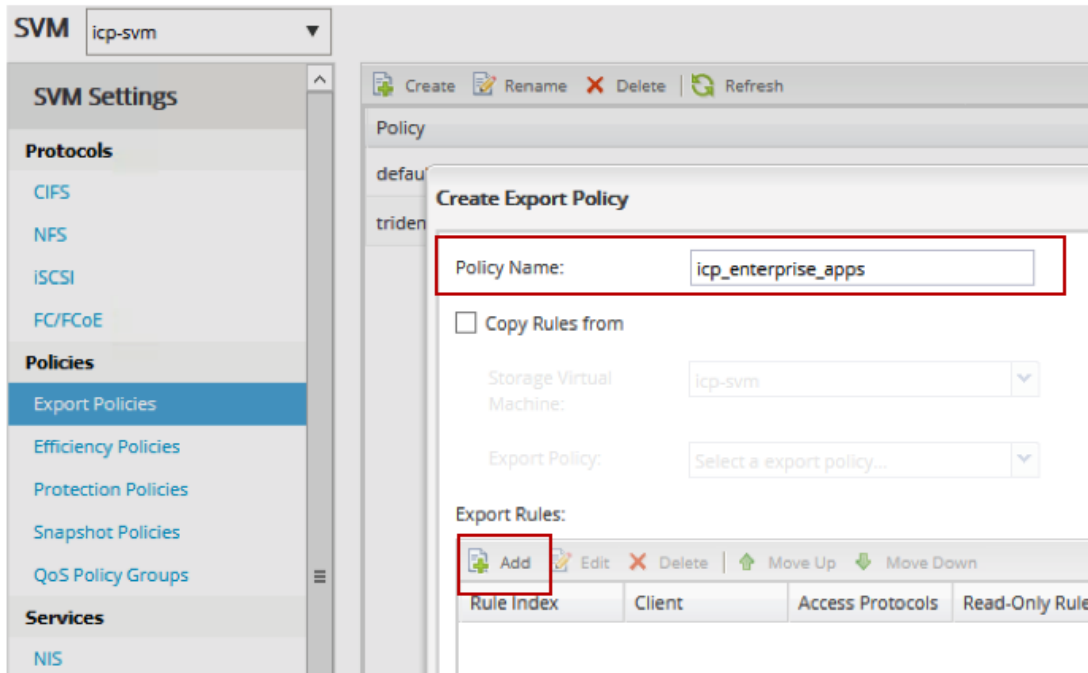 SVM icp-svm
SVM Settings
Protocols
CIFS
NFS
iSCSI
FC/FCoE
Policies
Export Policies
Efficiency Policies
Protection Policies
Snapshot Policies
QoS Policy Groups
Services
NIS
Create Rename Delete Refresh
Policy
defau
triden
Create Export Policy
Policy Name: icp_enterprise_apps
Copy Rules from
Storage Virtual
Machine:
icp-svm
Export Policy: Select a export policy...
Export Rules:
Add Edit Delete Move Up Move Down
Rule Index Client Access Protocols Read-Only Rule